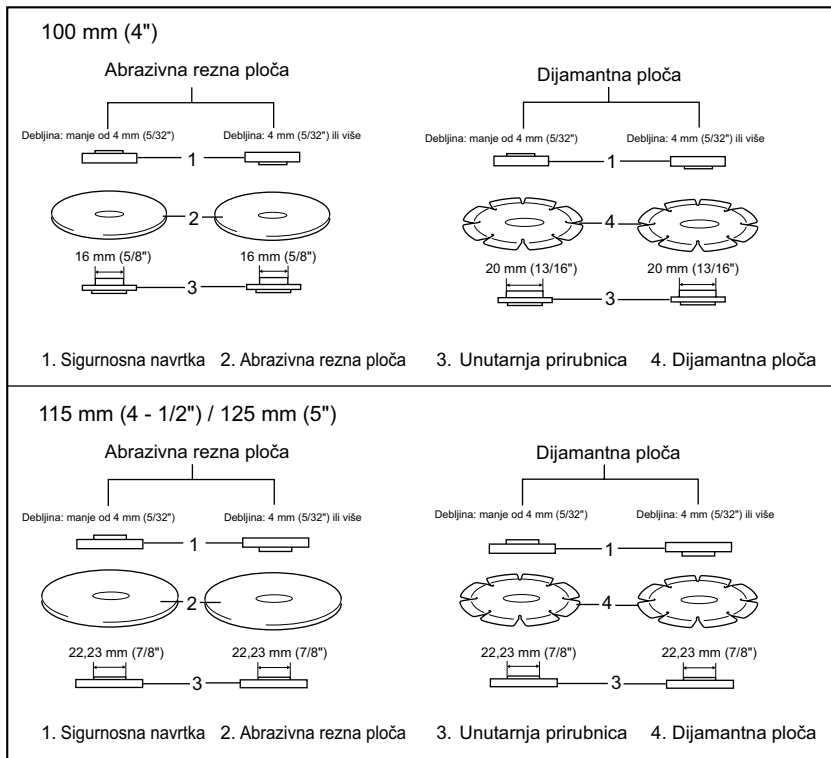 100 mm (4")
Abrazivna rezna ploča
Debljina: manje od 4 mm (5/32")
Debljina: 4 mm (5/32") ili više
1
2
16 mm (5/8")
16 mm (5/8")
3
Dijamantna ploča
Debljina: manje od 4 mm (5/32")
Debljina: 4 mm (5/32") ili više
1
4
20 mm (13/16")
20 mm (13/16")
3
1. Sigurnosna navrtka 2. Abrazivna rezna ploča 3. Unutarnja prirubnica 4. Dijamantna ploča
115 mm (4 - 1/2") / 125 mm (5")
Abrazivna rezna ploča
Debljina: manje od 4 mm (5/32")
Debljina: 4 mm (5/32") ili više
1
2
22,23 mm (7/8")
22,23 mm (7/8")
3
Dijamantna ploča
Debljina: manje od 4 mm (5/32")
Debljina: 4 mm (5/32") ili više
1
4
22,23 mm (7/8")
22,23 mm (7/8")
3
1. Sigurnosna navrtka 2. Abrazivna rezna ploča 3. Unutarnja prirubnica 4. Dijamantna ploča